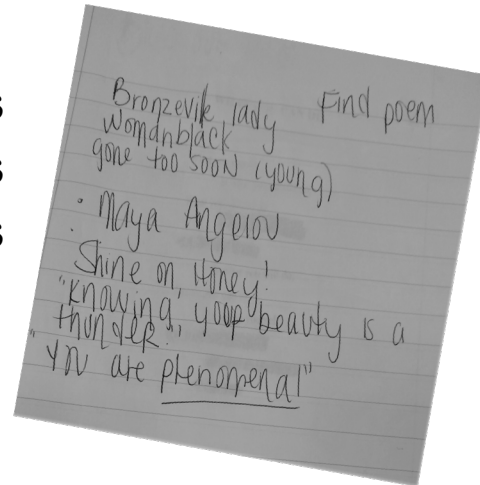 Bronzeville lady Find poem
womanblack
gone too soon (young)
• Maya Angelou
Shine on, Honey!
"Knowing, your beauty is a
thunder."
"You are phenomenal"
s
s
s